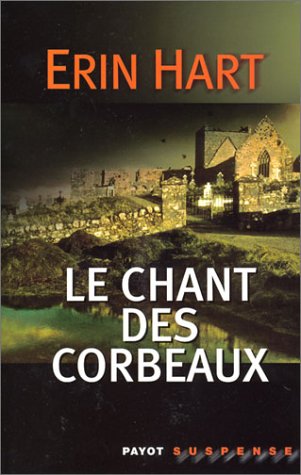 ERIN HART
LE CHANT
DES
CORBEAUX
PAYOT SUSPENSE